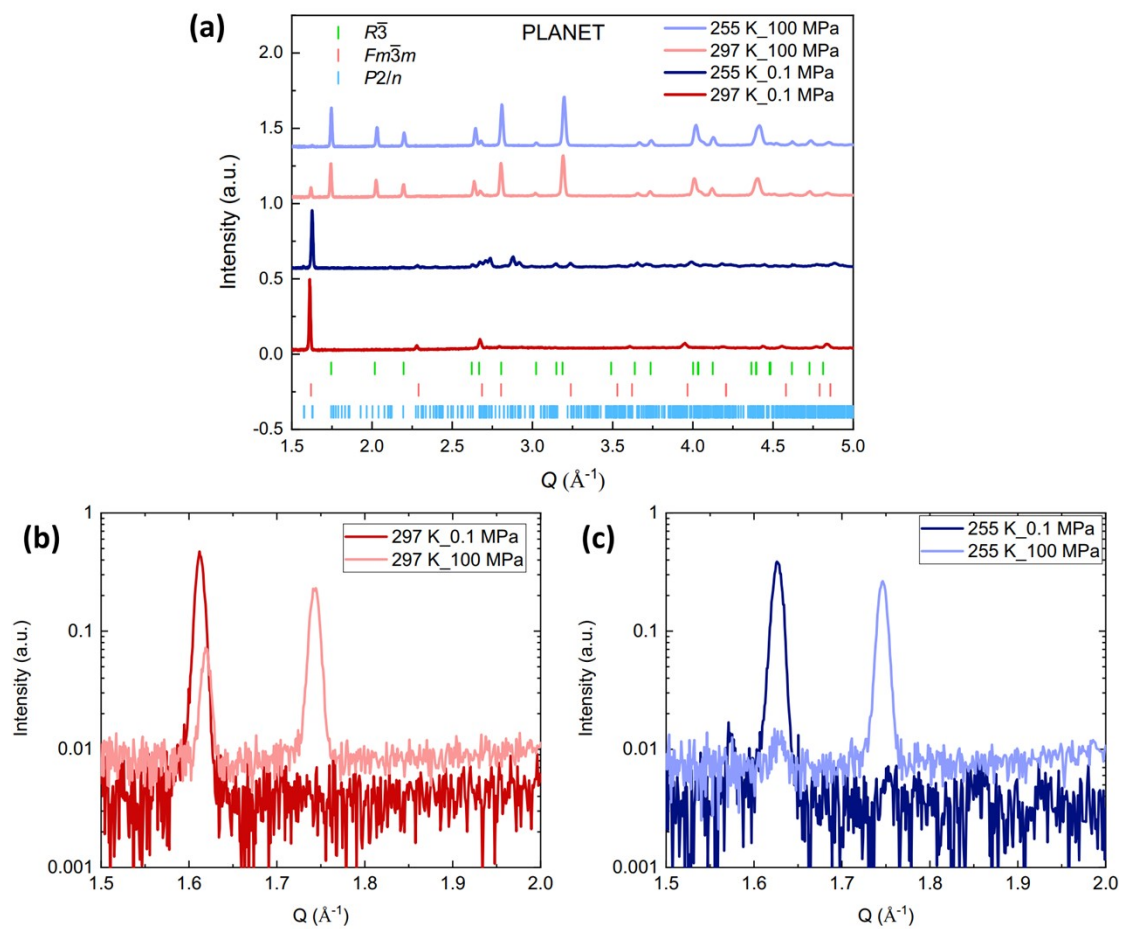 (a)
PLANET
R3̅
Fm3̅m
P2/n
255 K_100 MPa
297 K_100 MPa
255 K_0.1 MPa
297 K_0.1 MPa
2.0
1.5
1.0
0.5
0.0
-0.5
Intensity (a.u.)
1.5 2.0 2.5 3.0 3.5 4.0 4.5 5.0
Q (Å⁻¹)
(b)
297 K_0.1 MPa
297 K_100 MPa
1
0.1
0.01
0.001
Intensity (a.u.)
1.5 1.6 1.7 1.8 1.9 2.0
Q (Å⁻¹)
(c)
255 K_0.1 MPa
255 K_100 MPa
1
0.1
0.01
0.001
Intensity (a.u.)
1.5 1.6 1.7 1.8 1.9 2.0
Q (Å⁻¹)